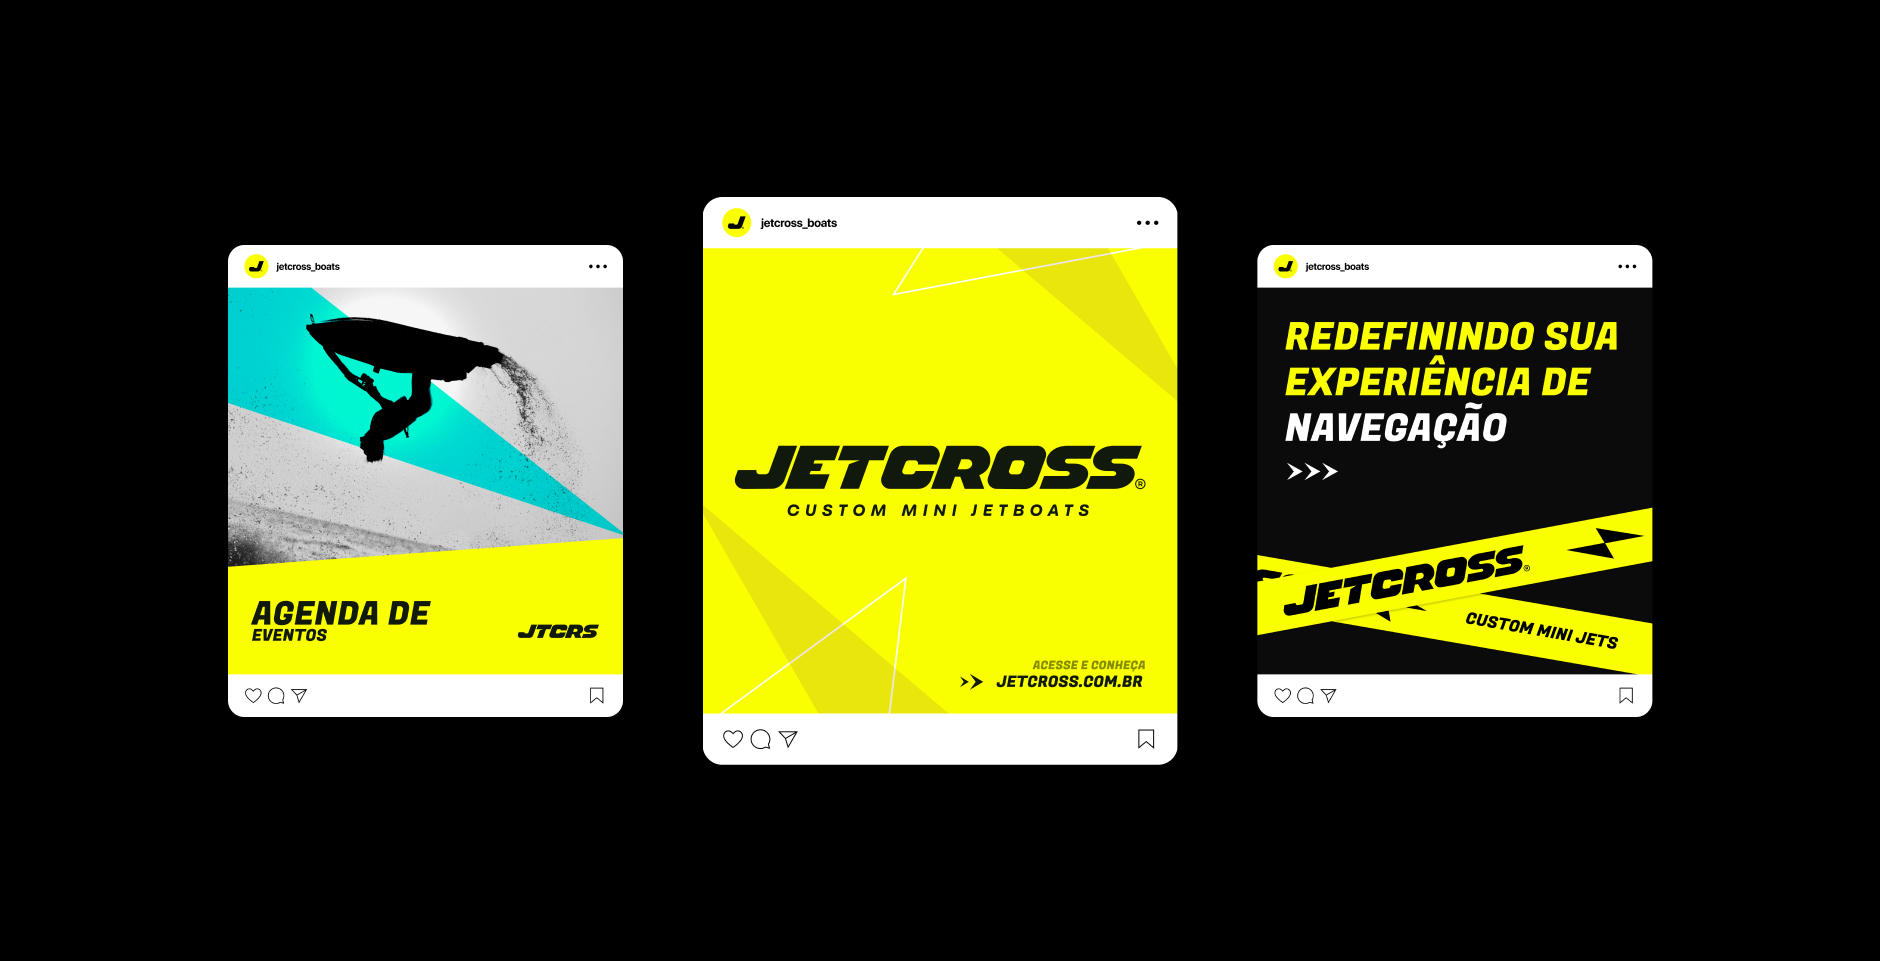 jetcross_boats
AGENDA DE
EVENTOS
JTCRS
jetcross_boats
JETCROSS®
CUSTOM MINI JETBOATS
ACESSE E CONHEÇA
JETCROSS.COM.BR
jetcross_boats
REDEFININDO SUA
EXPERIÊNCIA DE
NAVEGAÇÃO
JETCROSS®
CUSTOM MINI JETS